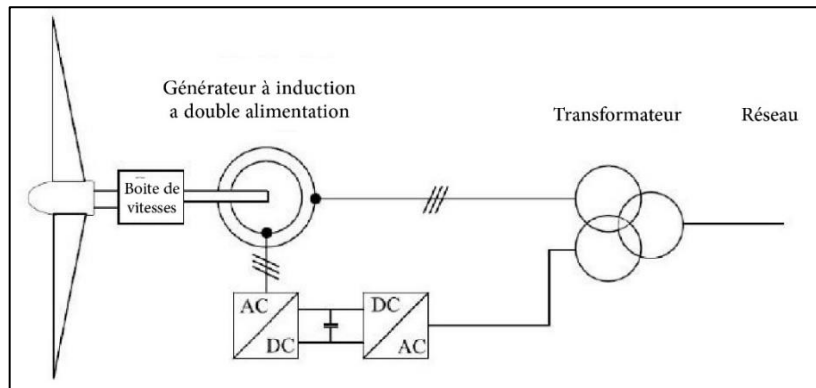 Générateur à induction
a double alimentation
Transformateur
Réseau
Boite de
vitesses
AC
DC
DC
AC